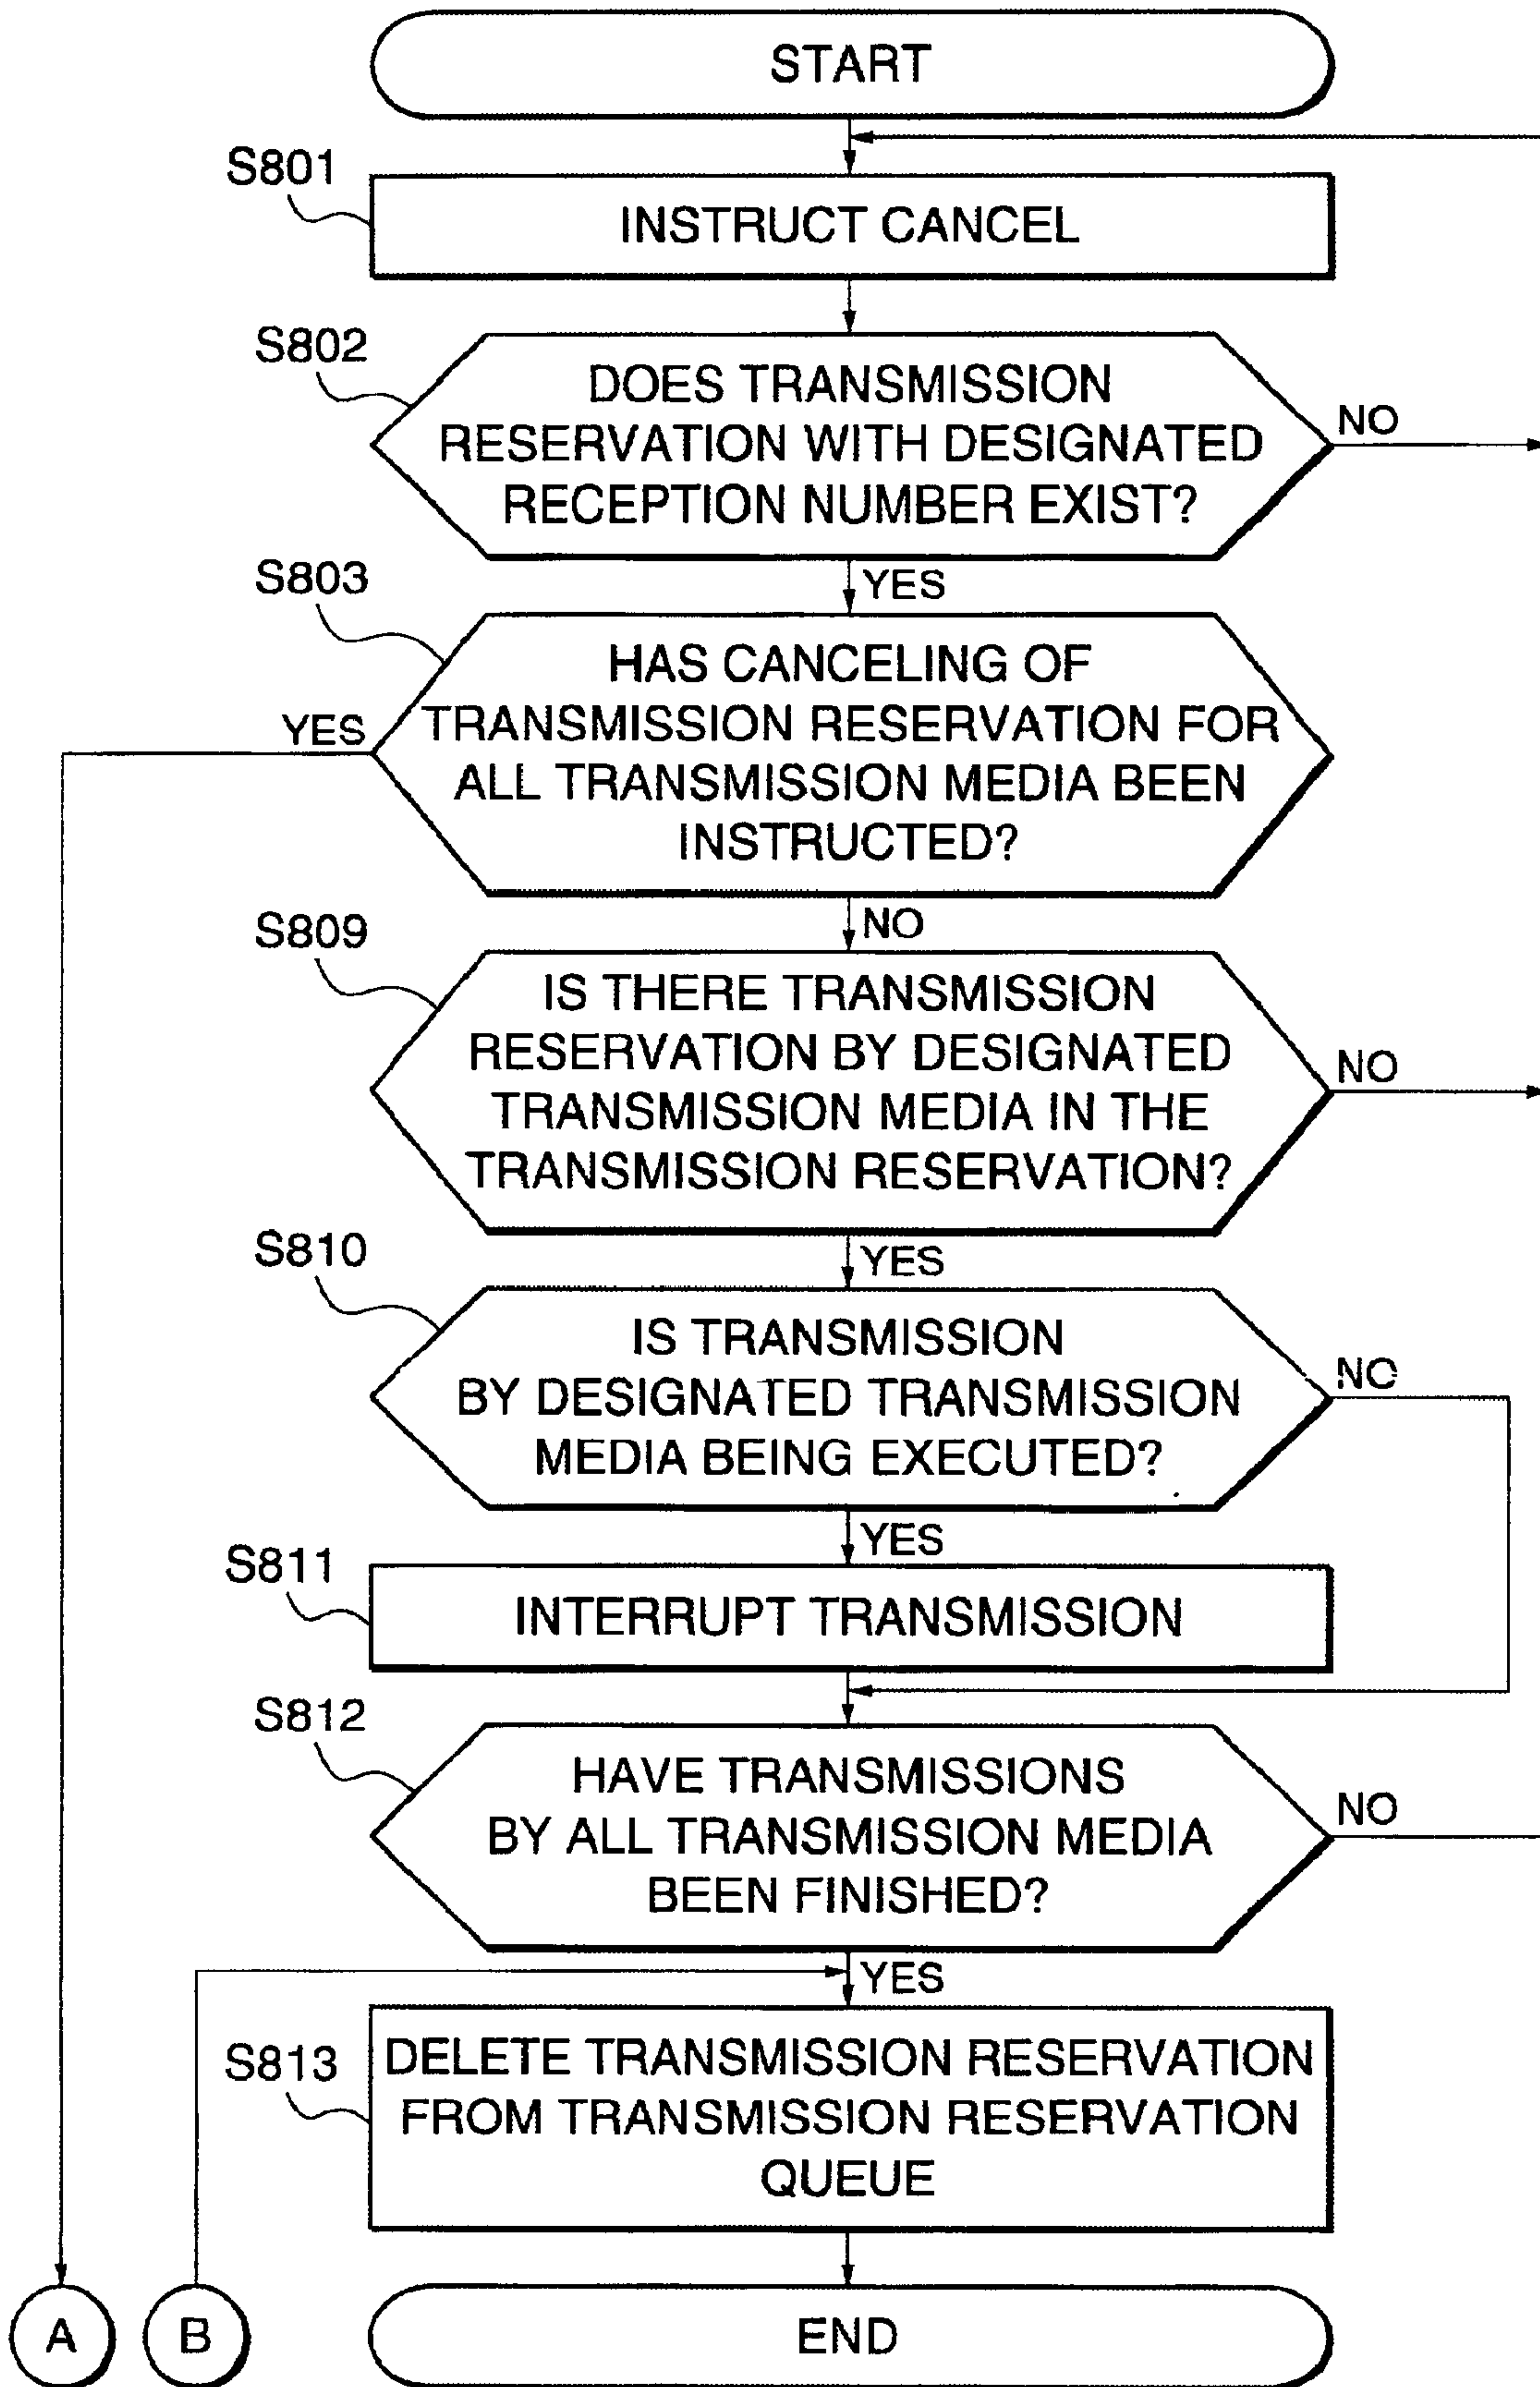 START
S801
INSTRUCT CANCEL
S802
DOES TRANSMISSION
RESERVATION WITH DESIGNATED
RECEPTION NUMBER EXIST?
NO
YES
S803
HAS CANCELING OF
TRANSMISSION RESERVATION FOR
ALL TRANSMISSION MEDIA BEEN
INSTRUCTED?
YES
NO
S809
IS THERE TRANSMISSION
RESERVATION BY DESIGNATED
TRANSMISSION MEDIA IN THE
TRANSMISSION RESERVATION?
NO
YES
S810
IS TRANSMISSION
BY DESIGNATED TRANSMISSION
MEDIA BEING EXECUTED?
NO
YES
S811
INTERRUPT TRANSMISSION
S812
HAVE TRANSMISSIONS
BY ALL TRANSMISSION MEDIA
BEEN FINISHED?
NO
YES
S813
DELETE TRANSMISSION RESERVATION
FROM TRANSMISSION RESERVATION
QUEUE
A
B
END